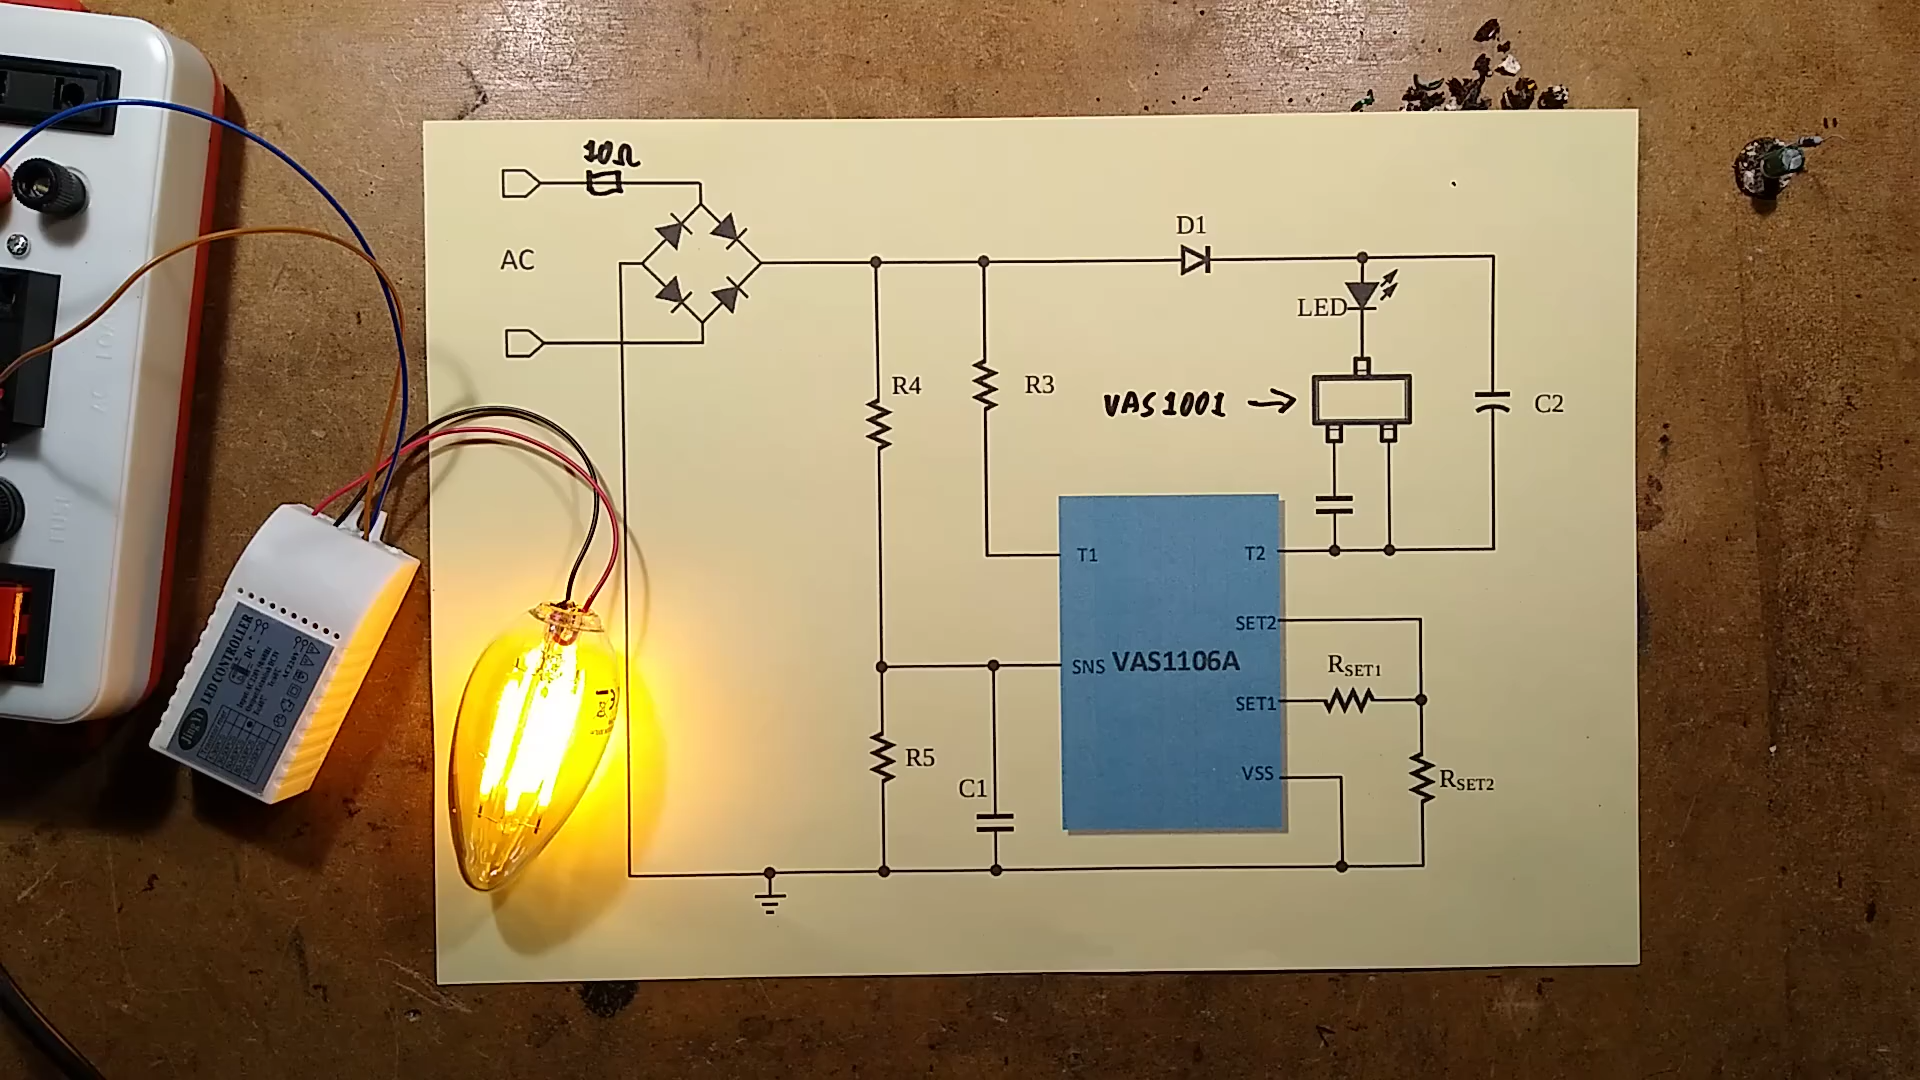 10Ω
AC
D1
LED
R4
R3
VAS1001
C2
T1
T2
SET2
SNS
VAS1106A
RSET1
SET1
R5
VSS
RSET2
C1
LED CONTROLLER